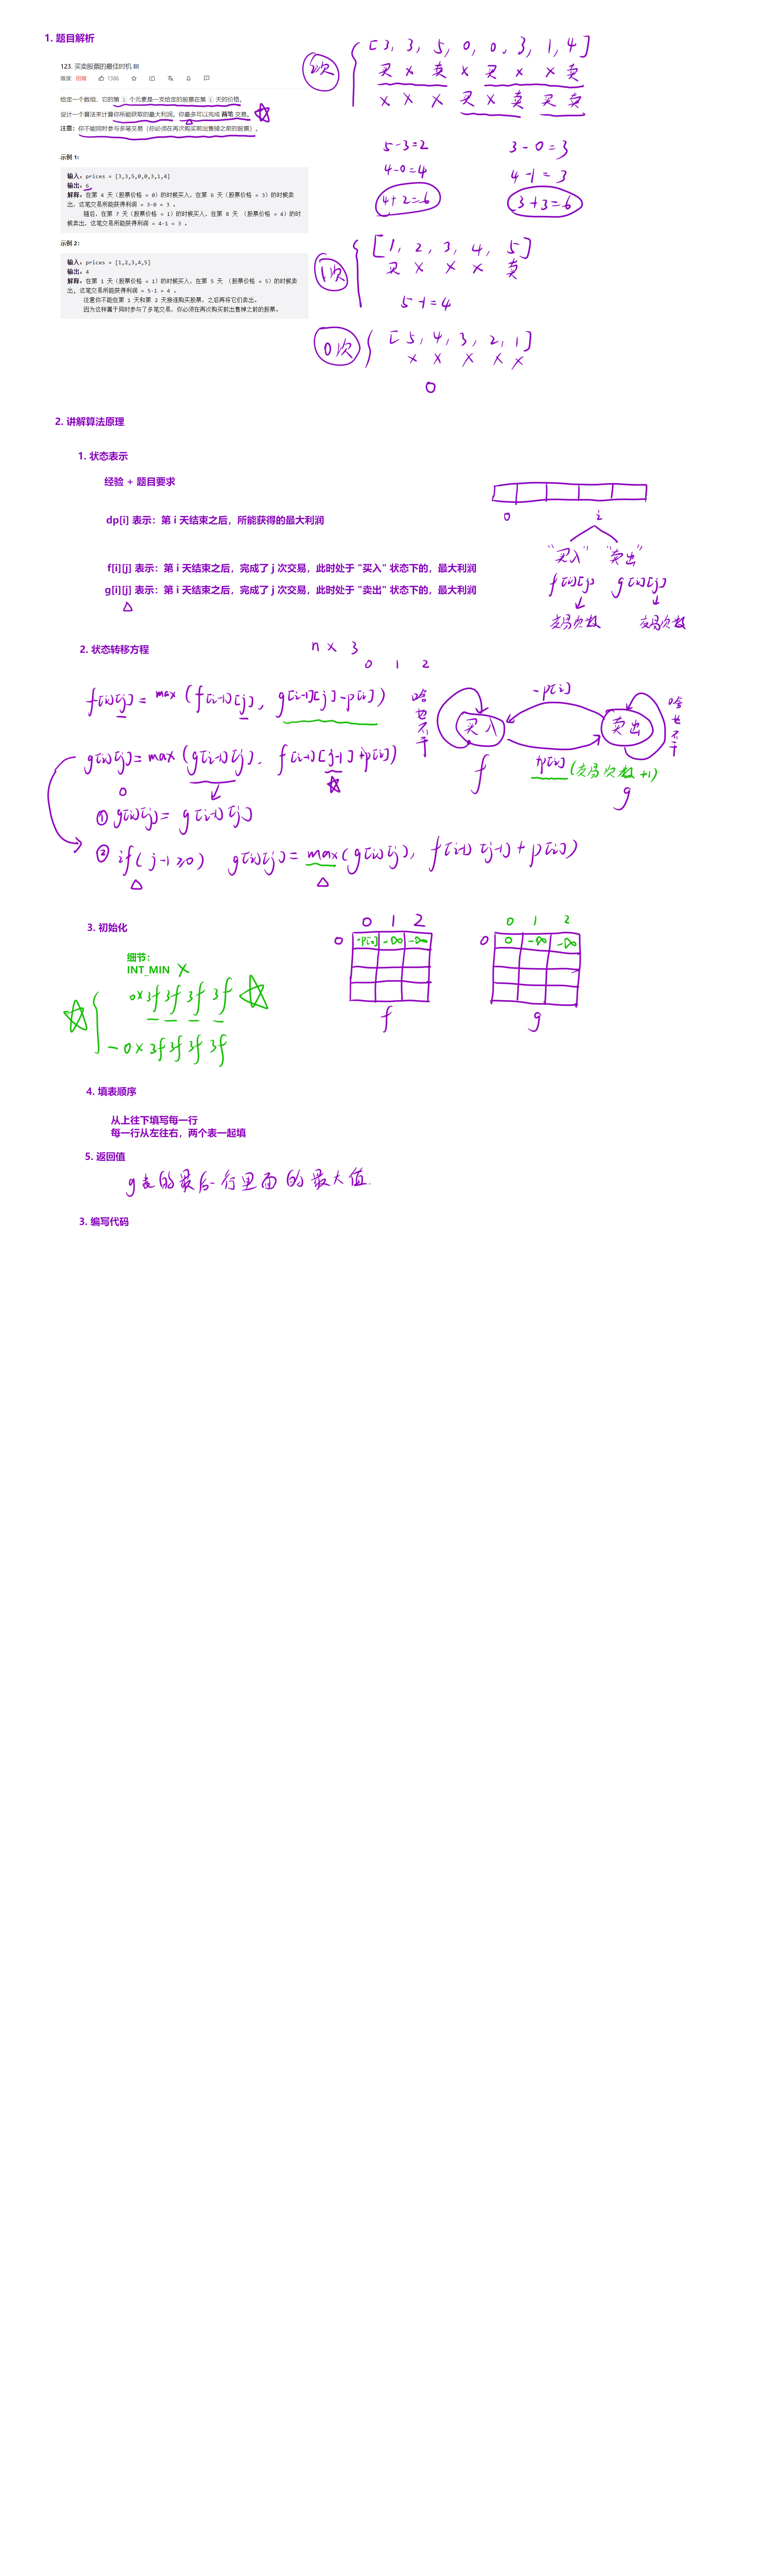 1. 题目解析
123. 买卖股票的最佳时机 III
难度 困难 1386
给定一个数组，它的第 i 个元素是一支给定的股票在第 i 天的价格。
设计一个算法来计算你所能获取的最大利润。你最多可以完成 两笔 交易。
注意：你不能同时参与多笔交易（你必须在再次购买前出售掉之前的股票）。
示例 1：
输入：prices = [3,3,5,0,0,3,1,4]
输出：6
解释：在第 4 天（股票价格 = 0）的时候买入，在第 6 天（股票价格 = 3）的时候卖
出，这笔交易所能获得利润 = 3-0 = 3 。
随后，在第 7 天（股票价格 = 1）的时候买入，在第 8 天 （股票价格 = 4）的时
候卖出，这笔交易所能获得利润 = 4-1 = 3 。
示例 2：
输入：prices = [1,2,3,4,5]
输出：4
解释：在第 1 天（股票价格 = 1）的时候买入，在第 5 天 （股票价格 = 5）的时候卖
出，这笔交易所能获得利润 = 5-1 = 4 。
注意你不能在第 1 天和第 2 天接连购买股票，之后再将它们卖出。
因为这样属于同时参与了多笔交易，你必须在再次购买前出售掉之前的股票。
2次
[3, 3, 5, 0, 0, 3, 1, 4]
买 × 卖 × 买 × × 卖
× × × 买 × 卖 买 卖
5-3=2
4-0=4
4+2=6
3-0=3
4-1=3
3+3=6
1次
[1, 2, 3, 4, 5]
买 × × × 卖
5-1=4
0次
[5, 4, 3, 2, 1]
× × × × ×
0
2. 讲解算法原理
1. 状态表示
经验 + 题目要求
dp[i] 表示：第 i 天结束之后，所能获得的最大利润
f[i][j] 表示：第 i 天结束之后，完成了 j 次交易，此时处于 "买入" 状态下的，最大利润
g[i][j] 表示：第 i 天结束之后，完成了 j 次交易，此时处于 "卖出" 状态下的，最大利润
0 i
"买入" "卖出"
f[i][j] g[i][j]
交易次数 交易次数
2. 状态转移方程
n × 3
0 1 2
f[i][j] = max (f[i-1][j], g[i-1][j]-p[i])
g[i][j] = max (g[i-1][j], f[i-1][j-1]+p[i])
0
① g[i][j] = g[i-1][j]
② if(j-1≥0) g[i][j] = max(g[i][j], f[i-1][j-1]+p[i])
啥也不干
买入
f
-p[i]
+p[i] (交易次数+1)
卖出
g
啥也不干
3. 初始化
细节：
INT_MIN ×
0×3f3f3f3f
-0×3f3f3f3f
0 1 2
0 -p[0] -∞ -∞
f
0 1 2
0 0 -∞ -∞
g
4. 填表顺序
从上往下填写每一行
每一行从左往右，两个表一起填
5. 返回值
g表的最后一行里面的最大值.
3. 编写代码